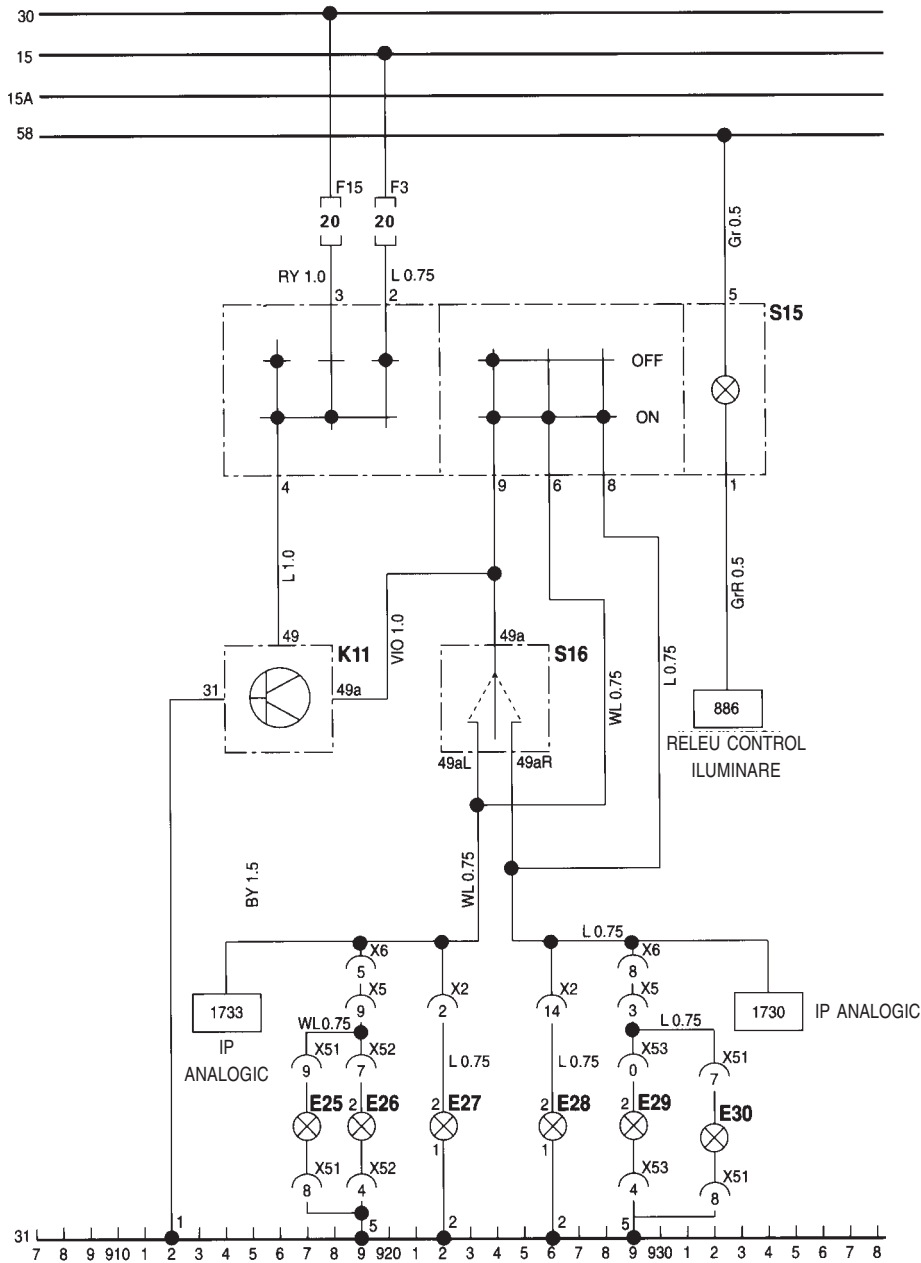 30
15
15A
58
F15 F3
20 20
Gr 0.5
RY 1.0 L 0.75
3 2 5
S15
OFF
ON
4 9 6 8 1
L 1.0
VIO 1.0
GrR 0.5
49 49a
K11 S16
WL 0.75
L 0.75
31 49a
886
RELEU CONTROL
ILUMINARE
49aL 49aR
BY 1.5
WL 0.75
L 0.75
X6 X6
5 8
X5 X2 X2 X5
1733 9 2 14 3 1730 IP ANALOGIC
IP
ANALOGIC
WL0.75 L 0.75
X51 X52 L 0.75 L 0.75 X53 X51
9 7 0 7
E25 2 E26 2 E27 2 E28 2 E29 E30
1 1
X51 X52 X53 X51
8 4 4 8
1 5 2 2 5
31
7 8 9 910 1 2 3 4 5 6 7 8 9 920 1 2 3 4 5 6 7 8 9 930 1 2 3 4 5 6 7 8